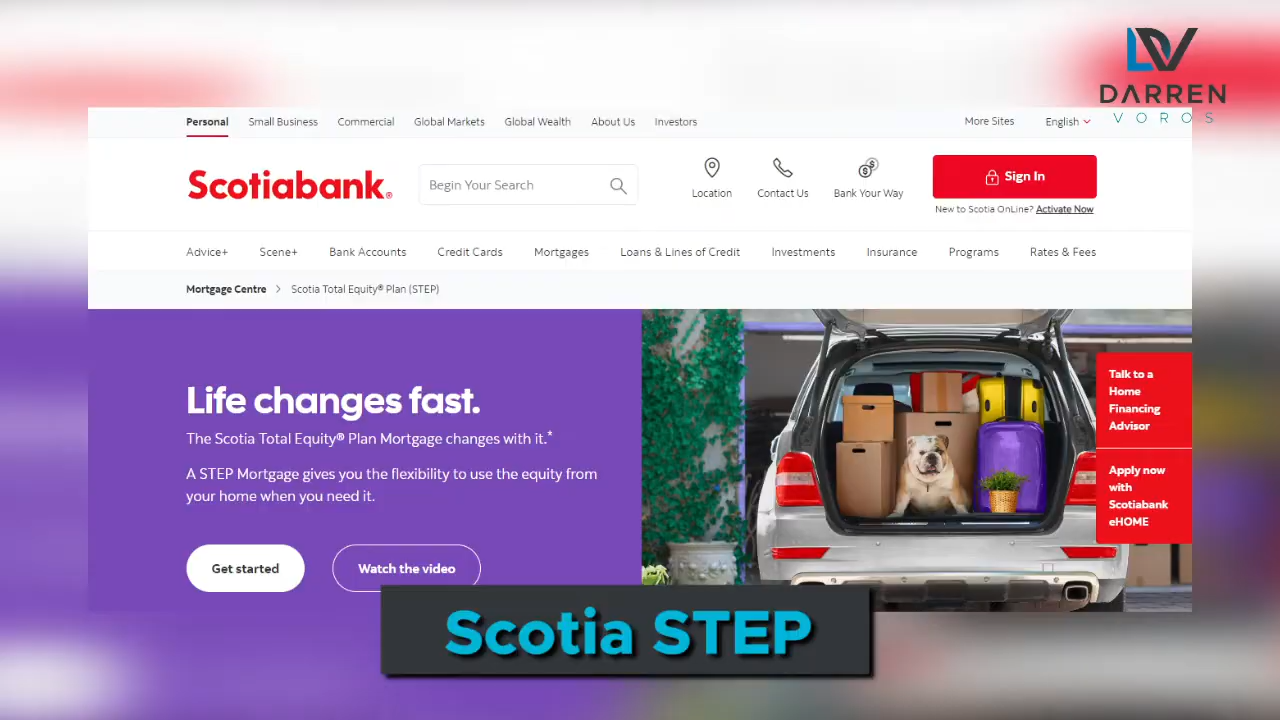 DARREN
VOROS
Personal Small Business Commercial Global Markets Global Wealth About Us Investors More Sites English
Scotiabank®
Begin Your Search
Location Contact Us Bank Your Way
Sign In
New to Scotia OnLine? Activate Now
Advice+ Scene+ Bank Accounts Credit Cards Mortgages Loans & Lines of Credit Investments Insurance Programs Rates & Fees
Mortgage Centre > Scotia Total Equity® Plan (STEP)
Life changes fast.
The Scotia Total Equity® Plan Mortgage changes with it.*
A STEP Mortgage gives you the flexibility to use the equity from
your home when you need it.
Get started Watch the video
Talk to a
Home
Financing
Advisor
Apply now
with
Scotiabank
eHOME
Scotia STEP